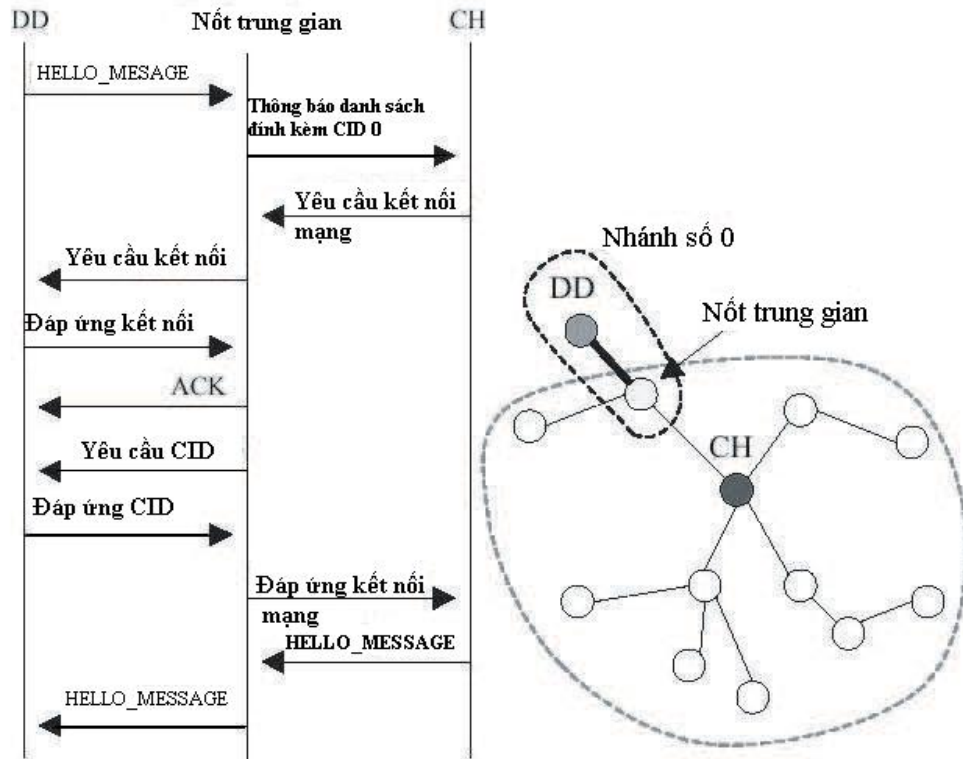 DD
Nốt trung gian
CH
HELLO_MESAGE
Thông báo danh sách
đính kèm CID 0
Yêu cầu kết nối
mạng
Yêu cầu kết nối
Đáp ứng kết nối
ACK
Yêu cầu CID
Đáp ứng CID
Đáp ứng kết nối
mạng
HELLO_MESSAGE
HELLO_MESSAGE
Nhánh số 0
DD
Nốt trung gian
CH